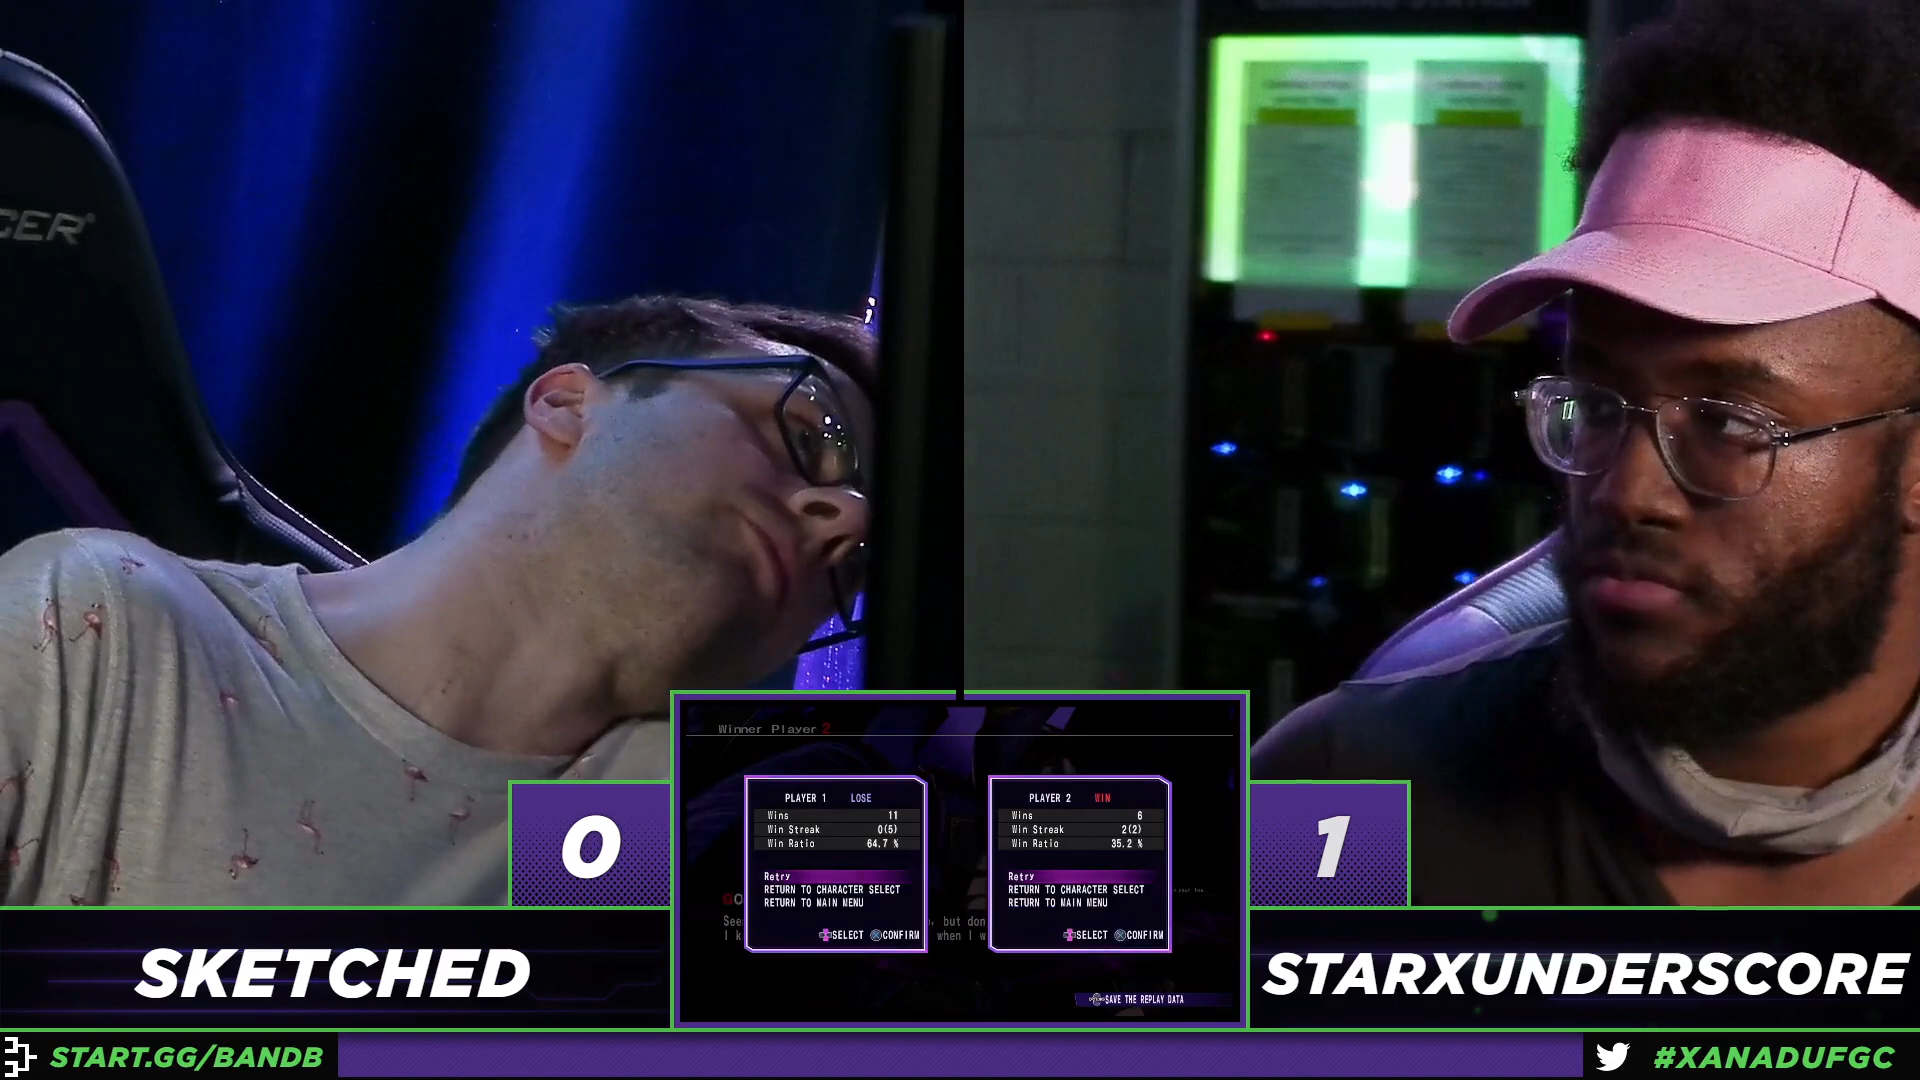 CER
Winner Player 2
PLAYER 1 LOSE
Wins 11
Win Streak 0(5)
Win Ratio 64.7 %
Retry
RETURN TO CHARACTER SELECT
RETURN TO MAIN MENU
SELECT CONFIRM
PLAYER 2 WIN
Wins 6
Win Streak 2(2)
Win Ratio 35.2 %
Retry
RETURN TO CHARACTER SELECT
RETURN TO MAIN MENU
SELECT CONFIRM
but don
when I w
SAVE THE REPLAY DATA
0
1
SKETCHED
STARXUNDERSCORE
START.GG/BANDB
#XANADUFGC